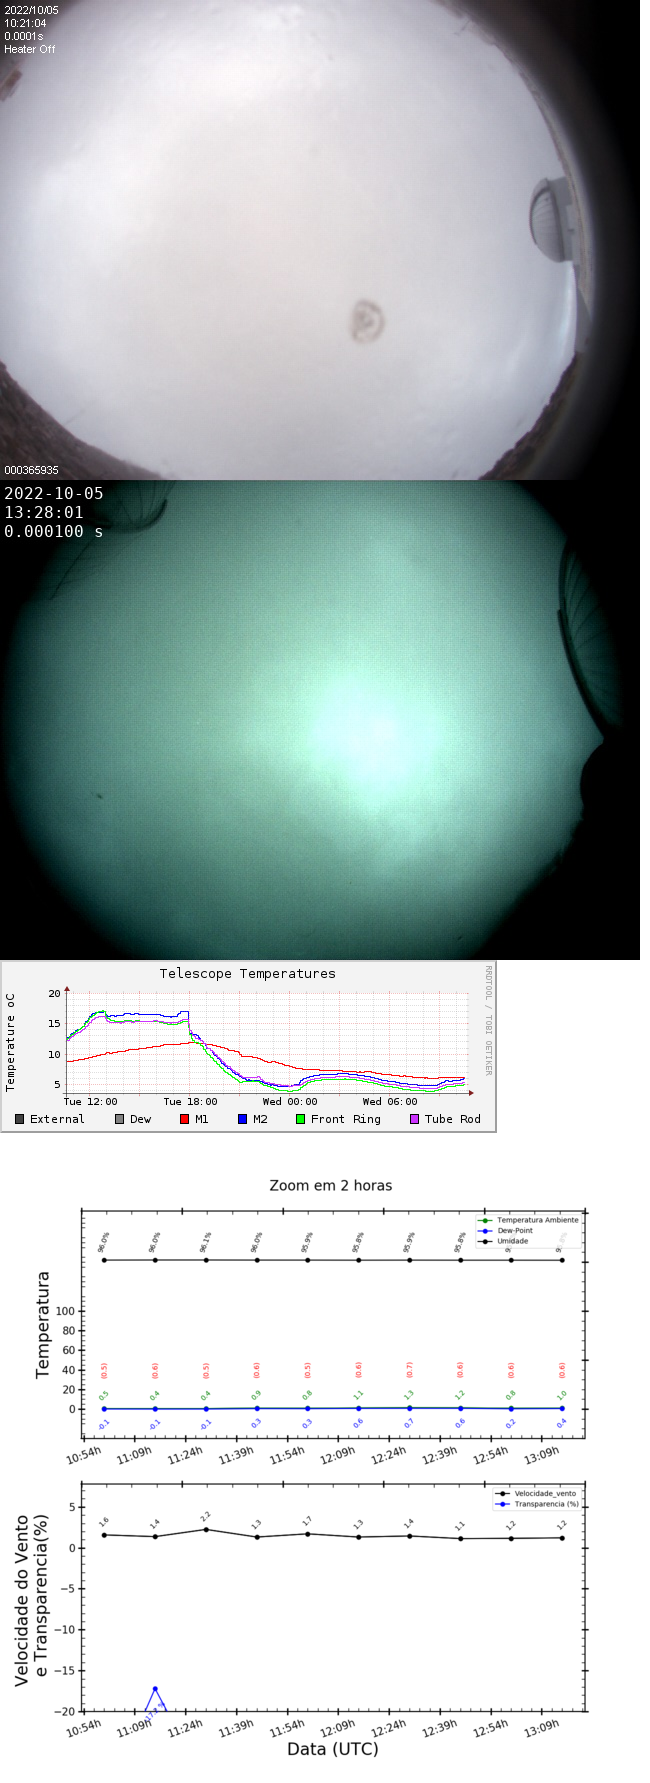 2022/10/05
10:21:04
0.0001s
Heater Off
000365935
2022-10-05
13:28:01
0.000100 s
Telescope Temperatures
RRDTOOL / TOBI OETIKER
Temperature oC
20
15
10
5
Tue 12:00 Tue 18:00 Wed 00:00 Wed 06:00
External Dew M1 M2 Front Ring Tube Rod
Zoom em 2 horas
Temperatura Ambiente
Dew-Point
Umidade
96.0% 96.0% 96.1% 96.0% 95.9% 95.8% 95.9% 95.8%
Temperatura
100
80
60
40
20
0
(0.5) (0.6) (0.5) (0.6) (0.5) (0.6) (0.7) (0.6) (0.6) (0.6)
0.5 0.4 0.4 0.9 0.8 1.1 1.3 1.2 0.8 1.0
-0.1 -0.1 -0.1 0.3 0.3 0.6 0.7 0.6 0.2 0.4
10:54h 11:09h 11:24h 11:39h 11:54h 12:09h 12:24h 12:39h 12:54h 13:09h
Velocidade_vento
Transparencia (%)
Velocidade do Vento
e Transparencia(%)
1.6 1.4 2.2 1.3 1.7 1.3 1.4 1.1 1.2 1.2
5
0
−5
−10
−15
−20
10:54h 11:09h 11:24h 11:39h 11:54h 12:09h 12:24h 12:39h 12:54h 13:09h
Data (UTC)